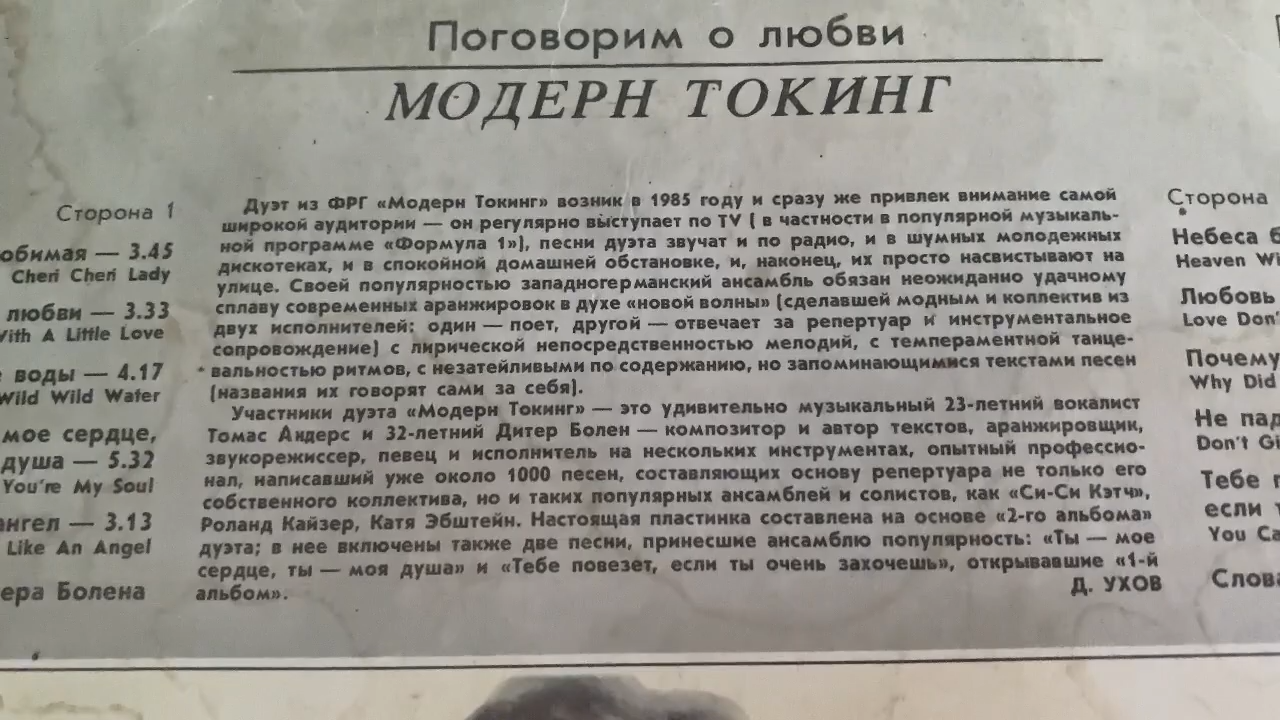 Поговорим о любви
МОДЕРН ТОКИНГ
Сторона 1
— 3.45
Cheri Cheri Lady
любви — 3.33
With A Little Love
воды — 4.17
Wild Wild Water
мое сердце,
душа — 5.32
You're My Soul
— 3.13
Like An Angel
Болена
Дуэт из ФРГ «Модерн Токинг» возник в 1985 году и сразу же привлек внимание самой
широкой аудитории — он регулярно выступает по TV ( в частности в популярной музыкаль-
ной программе «Формула 1»), песни дуэта звучат и по радио, и в шумных молодежных
дискотеках, и в спокойной домашней обстановке, и, наконец, их просто насвистывают на
улице. Своей популярностью западногерманский ансамбль обязан неожиданно удачному
сплаву современных аранжировок в духе «новой волны» (сделавшей модным и коллектив из
двух исполнителей: один — поет, другой — отвечает за репертуар и инструментальное
сопровождение) с лирической непосредственностью мелодий, с темпераментной танце-
вальностью ритмов, с незатейливыми по содержанию, но запоминающимися текстами песен
(названия их говорят сами за себя).
Участники дуэта «Модерн Токинг» — это удивительно музыкальный 23-летний вокалист
Томас Андерс и 32-летний Дитер Болен — композитор и автор текстов, аранжировщик,
звукорежиссер, певец и исполнитель на нескольких инструментах, опытный профессио-
нал, написавший уже около 1000 песен, составляющих основу репертуара не только его
собственного коллектива, но и таких популярных ансамблей и солистов, как «Си-Си Кэтч»,
Роланд Кайзер, Катя Эбштейн. Настоящая пластинка составлена на основе «2-го альбома»
дуэта; в нее включены также две песни, принесшие ансамблю популярность: «Ты — мое
сердце, ты — моя душа» и «Тебе повезет, если ты очень захочешь», открывавшие «1-й
альбом».
Д. УХОВ
Сторона
Небеса
Heaven
Любовь
Love Don'
Почему
Why Did
Не
Don't
Тебе
если
You